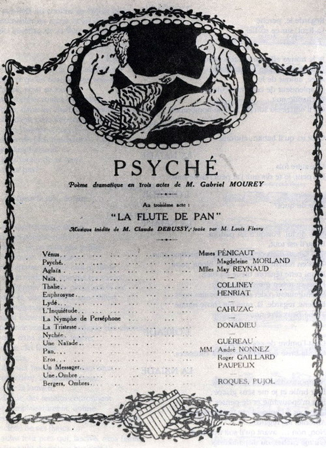 PSYCHÉ
Poème dramatique en trois actes de M. Gabriel MOUREY
Au troisième acte :
"LA FLUTE DE PAN"
Musique inédite de M. Claude DEBUSSY, jouée par M. Louis Fleury
Vénus Mmes PÉNICAUT
Psyché Magdeleine MORLAND
Aglaïa Mlles May REYNAUD
Naïs —
Thalie COLLINEY
Euphrosyne HENRIAT
Lydé —
L'Inquiétude CAHUZAC
La Nymphe de Perséphone —
La Tristesse DONADIEU
Nychée —
Une Naïade GUÉREAU
Pan MM. André NONNEZ
Eros Roger GAILLARD
Un Messager PAUPELIX
Une Ombre —
Bergers, Ombres ROQUES, PUJOL